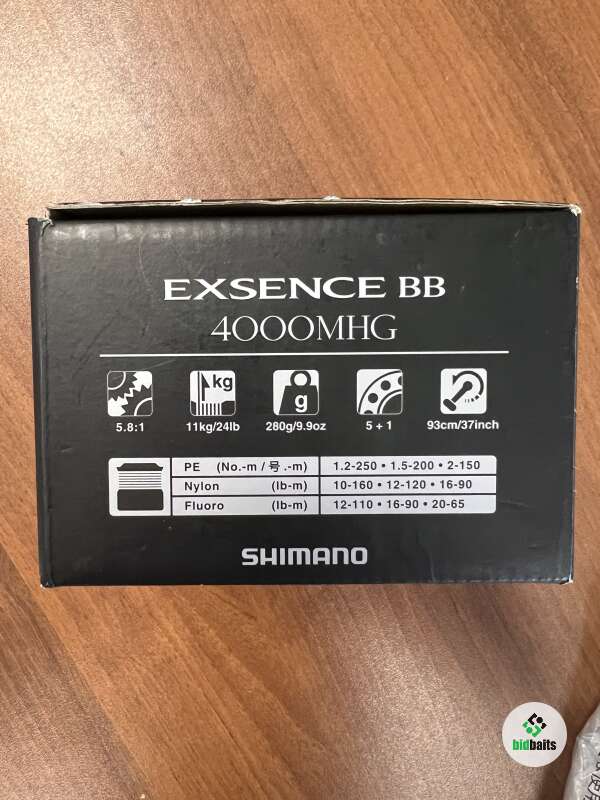 EXSENCE BB
4000MHG
kg
g
5.8:1
11kg/24lb
280g/9.9oz
5 + 1
93cm/37inch
PE (No.-m / 号.-m) 1.2-250 • 1.5-200 • 2-150
Nylon (lb-m) 10-160 • 12-120 • 16-90
Fluoro (lb-m) 12-110 • 16-90 • 20-65
SHIMANO
bidbaits